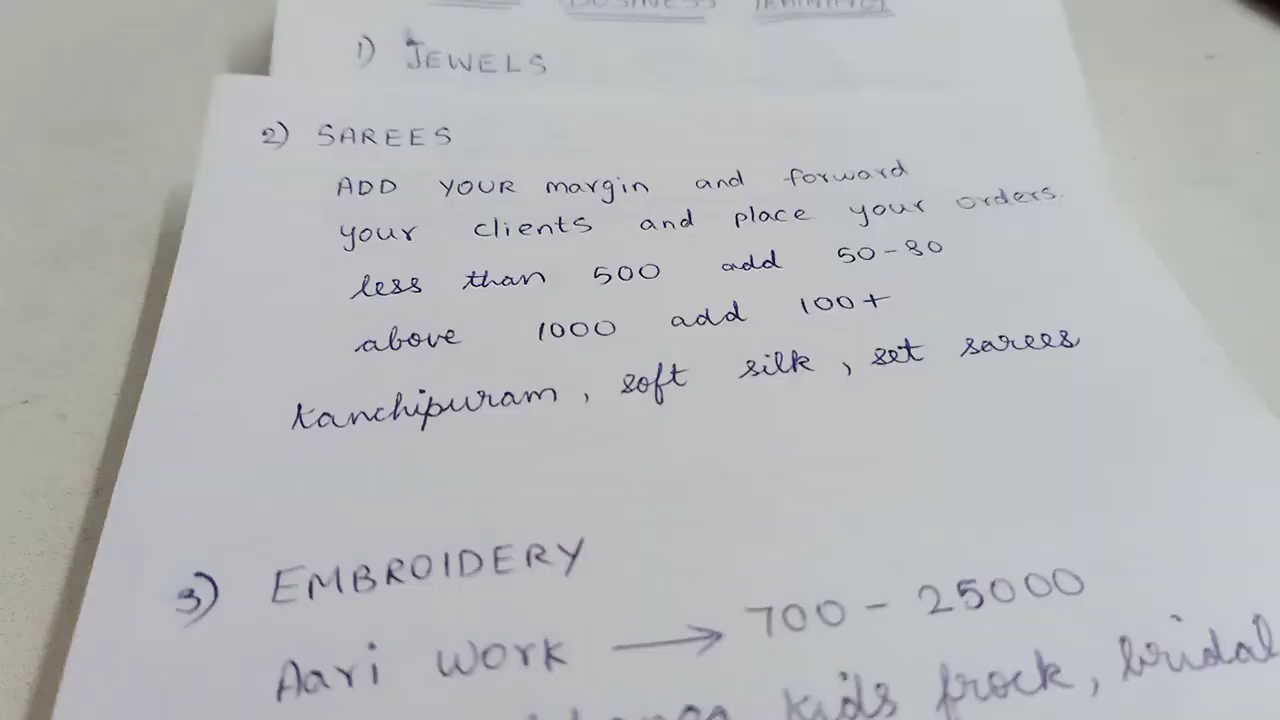 BUSINESS TRAINING
1) JEWELS
2) SAREES
ADD YOUR margin and forward
your clients and place your orders.
less than 500 add 50-80
above 1000 add 100+
Kanchipuram, soft silk, set sarees
3) EMBROIDERY
Aari work → 700 - 25000
kids frock, bridal